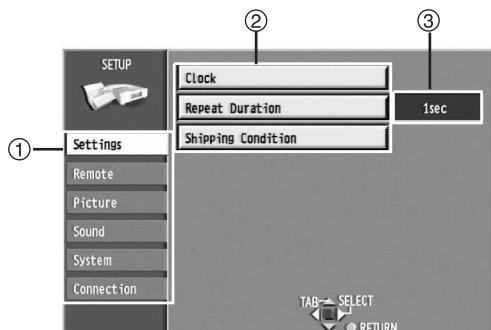 ② ③
SETUP
Clock
Repeat Duration 1sec
① Settings Shipping Condition
Remote
Picture
Sound
System
Connection
TAB SELECT
RETURN